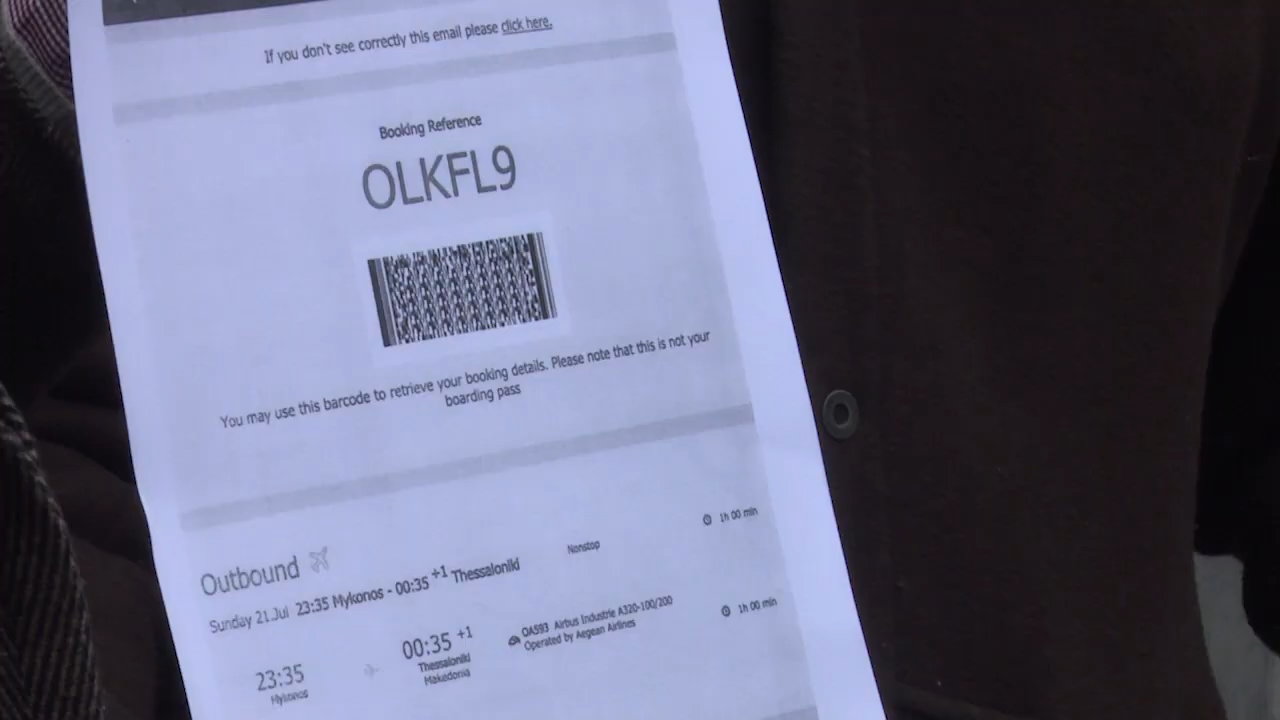 If you don't see correctly this email please click here.
Booking Reference
OLKFL9
You may use this barcode to retrieve your booking details. Please note that this is not your
boarding pass
Outbound
1h 00 min
Sunday 21.Jul 23:35 Mykonos - 00:35 +1 Thessaloniki Nonstop
23:35
Mykonos
00:35 +1
Thessaloniki
Makedonia
OA593 Airbus Industrie A320-100/200
Operated by Aegean Airlines
1h 00 min